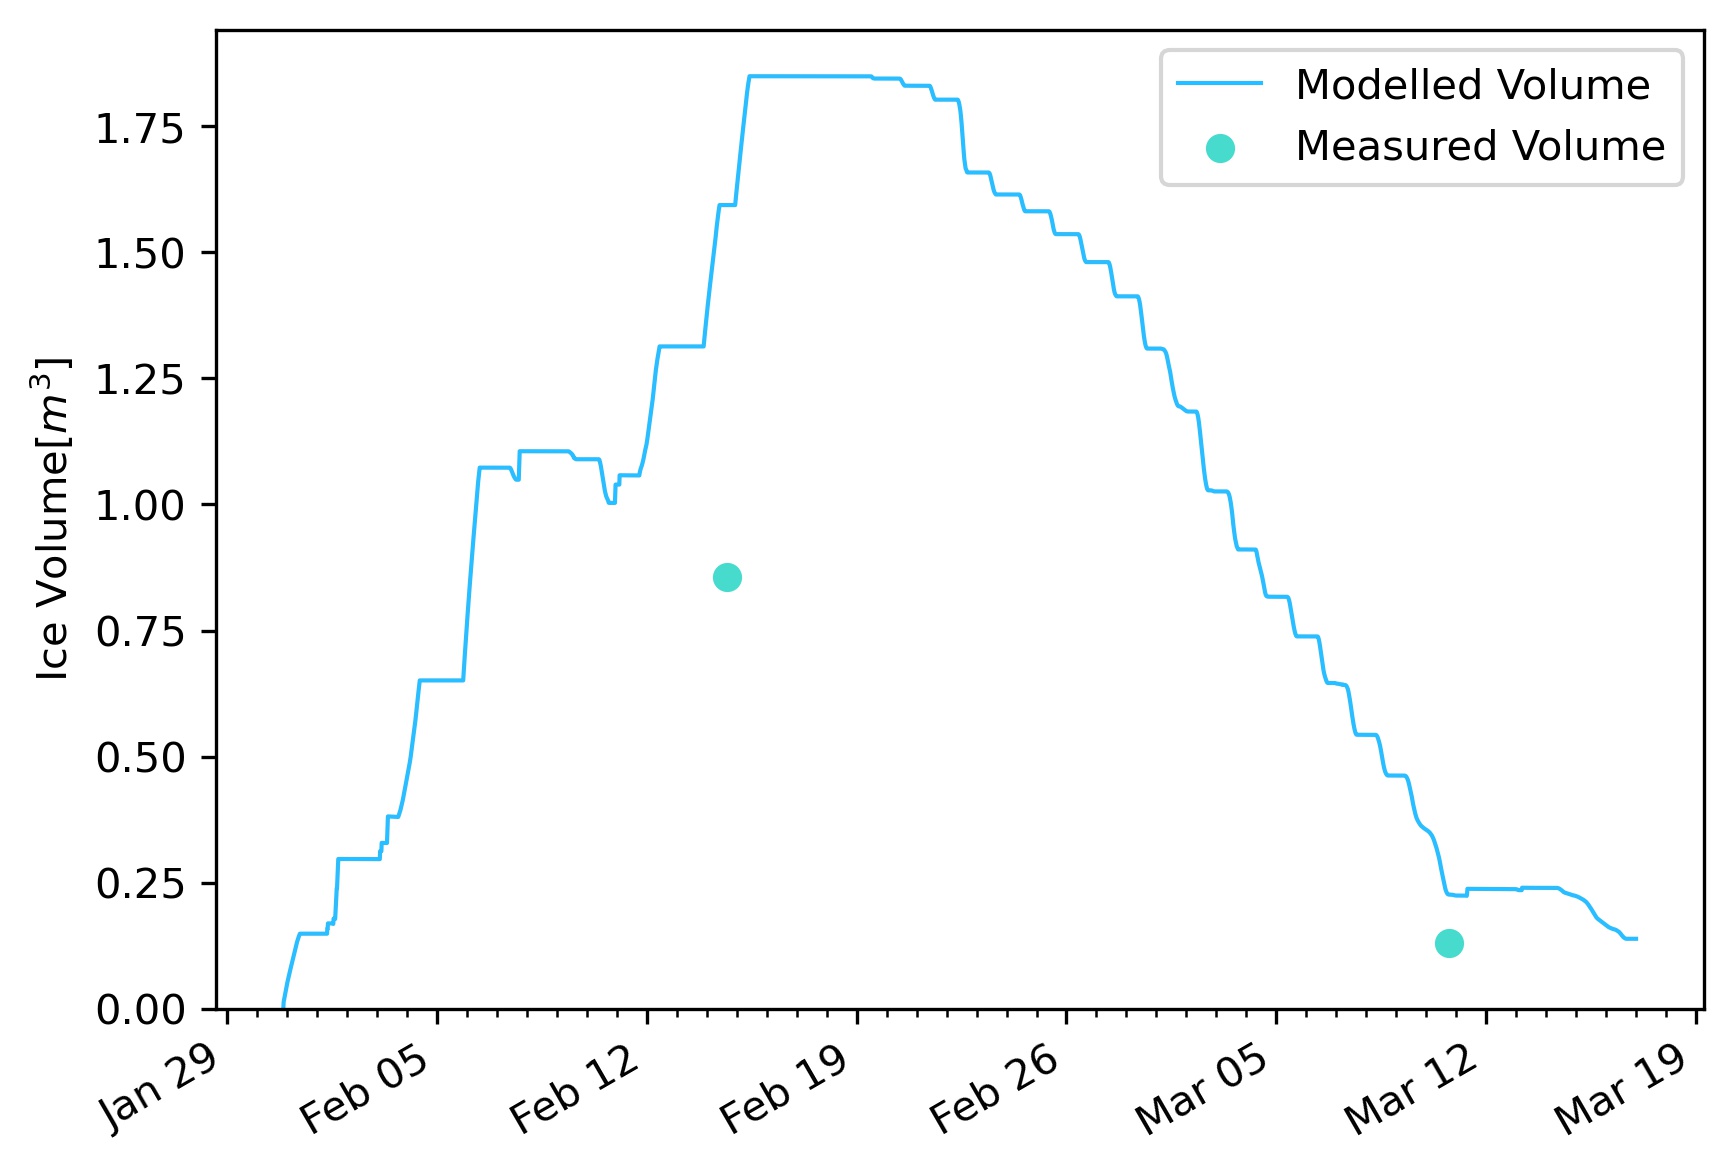 Modelled Volume
Measured Volume
Ice Volume[m³]
1.75
1.50
1.25
1.00
0.75
0.50
0.25
0.00
Jan 29
Feb 05
Feb 12
Feb 19
Feb 26
Mar 05
Mar 12
Mar 19